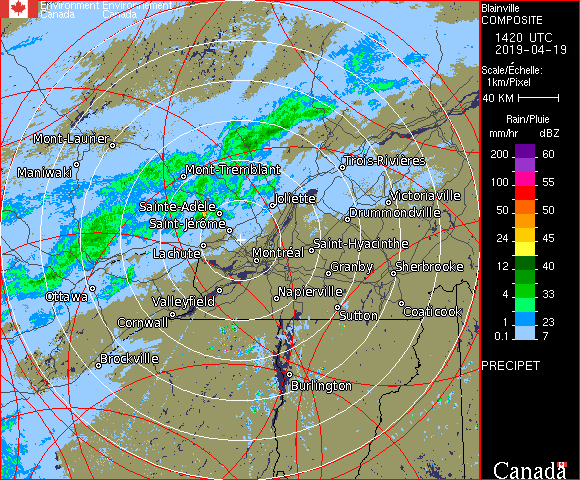 Environment Environnement
Canada Canada
Blainville
COMPOSITE
1420 UTC
2019-04-19
Scale/Échelle:
1km/Pixel
40 KM
Rain/Pluie
mm/hr dBZ
200 60
100 55
50 50
24 45
12 40
4 33
1 23
0.1 7
PRECIPET
Mont-Laurier
Maniwaki
Mont-Tremblant
Trois-Rivières
Sainte-Adèle
Joliette
Victoriaville
Saint-Jérôme
Drummondville
Lachute
Montréal
Saint-Hyacinthe
Granby
Sherbrooke
Ottawa
Valleyfield
Napierville
Cornwall
Sutton
Coaticook
Brockville
Burlington
Canada